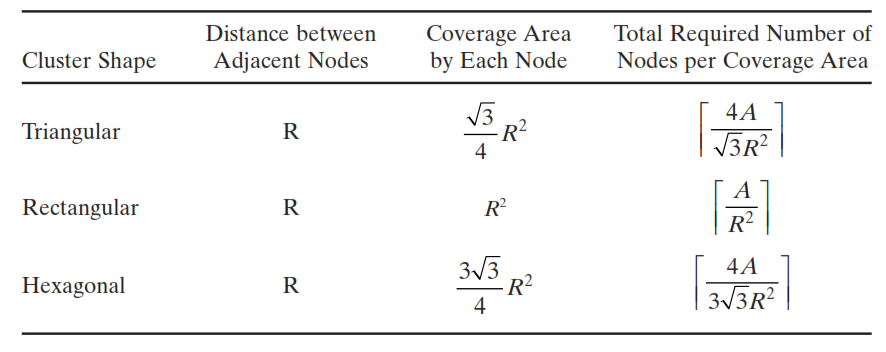 Cluster Shape | Distance between Adjacent Nodes | Coverage Area by Each Node | Total Required Number of Nodes per Coverage Area
Triangular | R | $\frac{\sqrt{3}}{4}R^2$ | $\left\lceil \frac{4A}{\sqrt{3}R^2} \right\rceil$
Rectangular | R | $R^2$ | $\left\lceil \frac{A}{R^2} \right\rceil$
Hexagonal | R | $\frac{3\sqrt{3}}{4}R^2$ | $\left\lceil \frac{4A}{3\sqrt{3}R^2} \right\rceil$